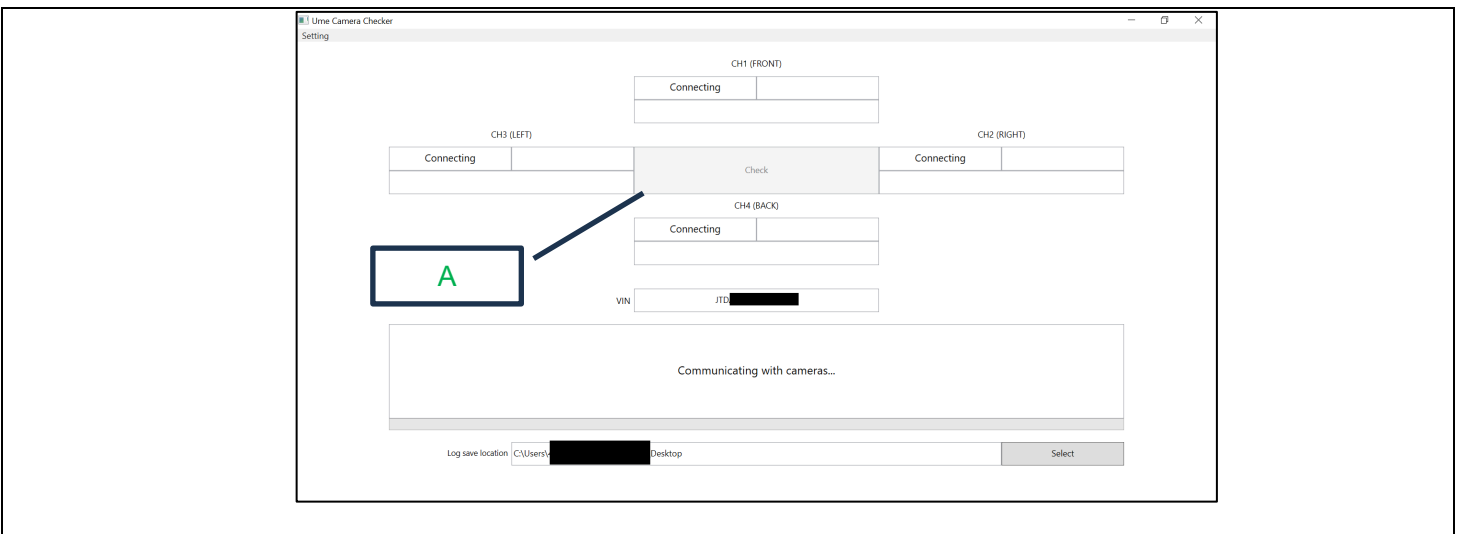 Ume Camera Checker
Setting
CH1 (FRONT)
Connecting
CH3 (LEFT)
CH2 (RIGHT)
Connecting
Check
Connecting
CH4 (BACK)
Connecting
A
VIN JTD
Communicating with cameras...
Log save location C:\Users\ Desktop Select